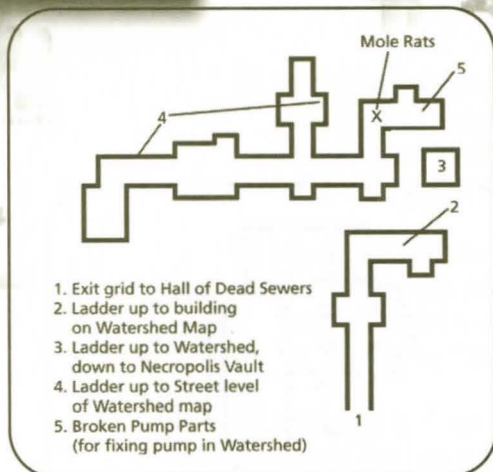 Mole Rats
5
4
X
3
2
1. Exit grid to Hall of Dead Sewers
2. Ladder up to building
on Watershed Map
3. Ladder up to Watershed,
down to Necropolis Vault
4. Ladder up to Street level
of Watershed map
5. Broken Pump Parts
(for fixing pump in Watershed)
1